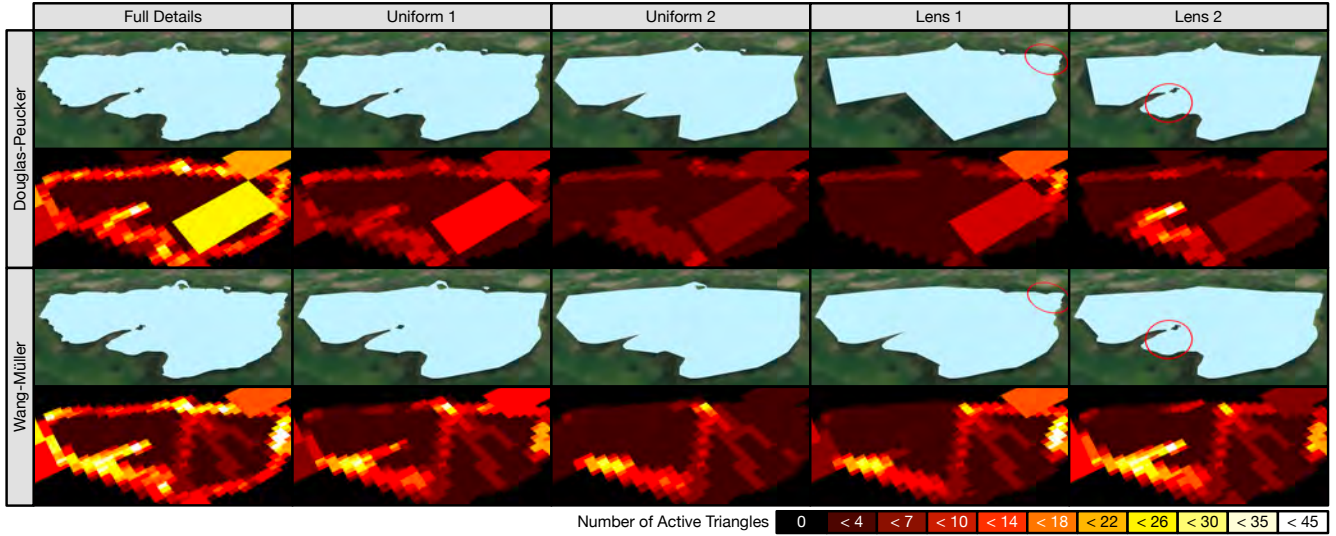 Full Details Uniform 1 Uniform 2 Lens 1 Lens 2
Douglas-Peucker
Wang-Müller
Number of Active Triangles 0 < 4 < 7 < 10 < 14 < 18 < 22 < 26 < 30 < 35 < 45